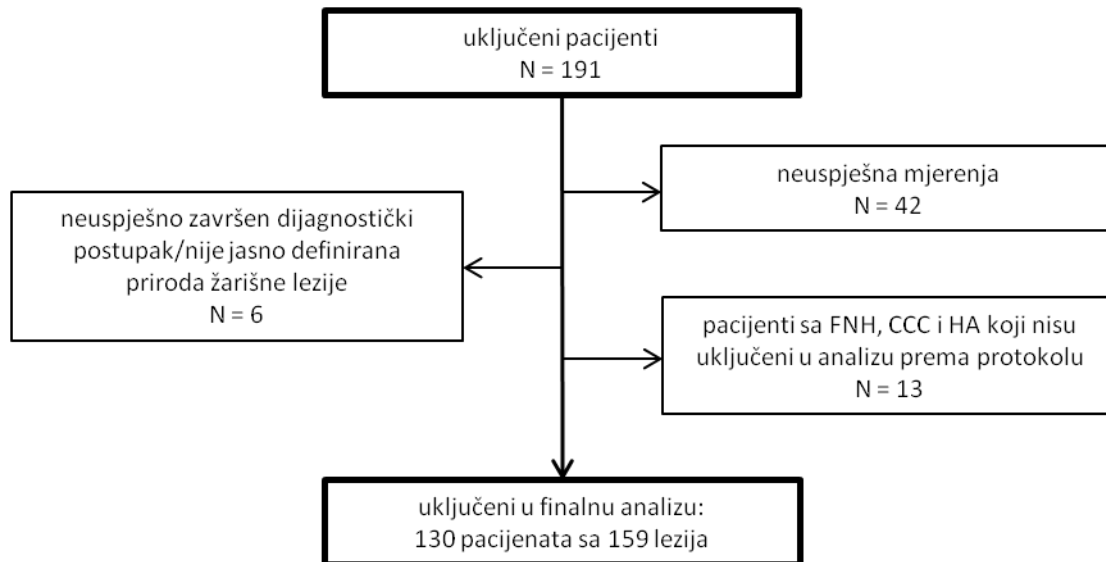 uključeni pacijenti
N = 191
neuspješna mjerenja
N = 42
neuspješno završen dijagnostički
postupak/nije jasno definirana
priroda žarišne lezije
N = 6
pacijenti sa FNH, CCC i HA koji nisu
uključeni u analizu prema protokolu
N = 13
uključeni u finalnu analizu:
130 pacijenata sa 159 lezija